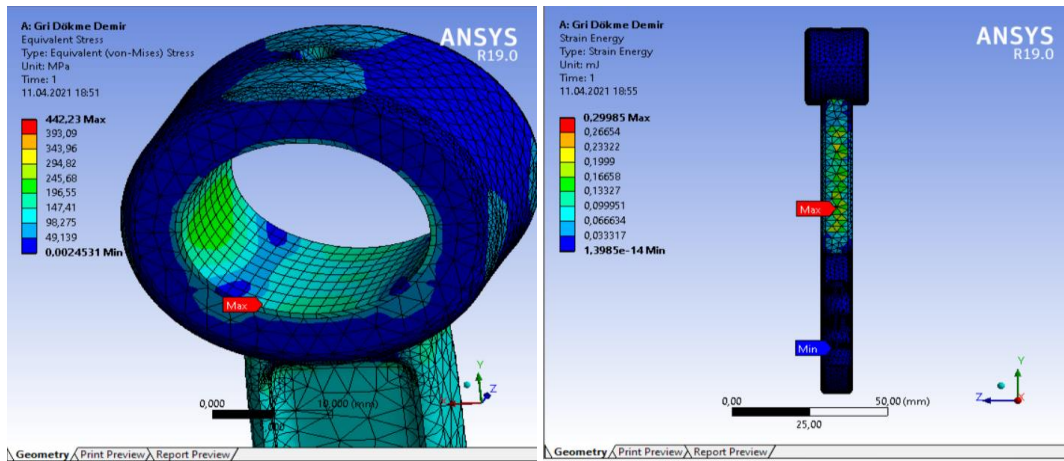 A: Gri Dökme Demir
Equivalent Stress
Type: Equivalent (von-Mises) Stress
Unit: MPa
Time: 1
11.04.2021 18:51
ANSYS
R19.0
442,23 Max
393,09
343,96
294,82
245,68
196,55
147,41
98,275
49,139
0,0024531 Min
Max
0,000
10,000 (mm)
Y
Z
Geometry Print Preview Report Preview
A: Gri Dökme Demir
Strain Energy
Type: Strain Energy
Unit: mJ
Time: 1
11.04.2021 18:55
ANSYS
R19.0
0,29985 Max
0,26654
0,23322
0,1999
0,16658
0,13327
0,099951
0,066634
0,033317
1,3985e-14 Min
Max
Min
0,00
50,00 (mm)
25,00
Y
Z
X
Geometry Print Preview Report Preview